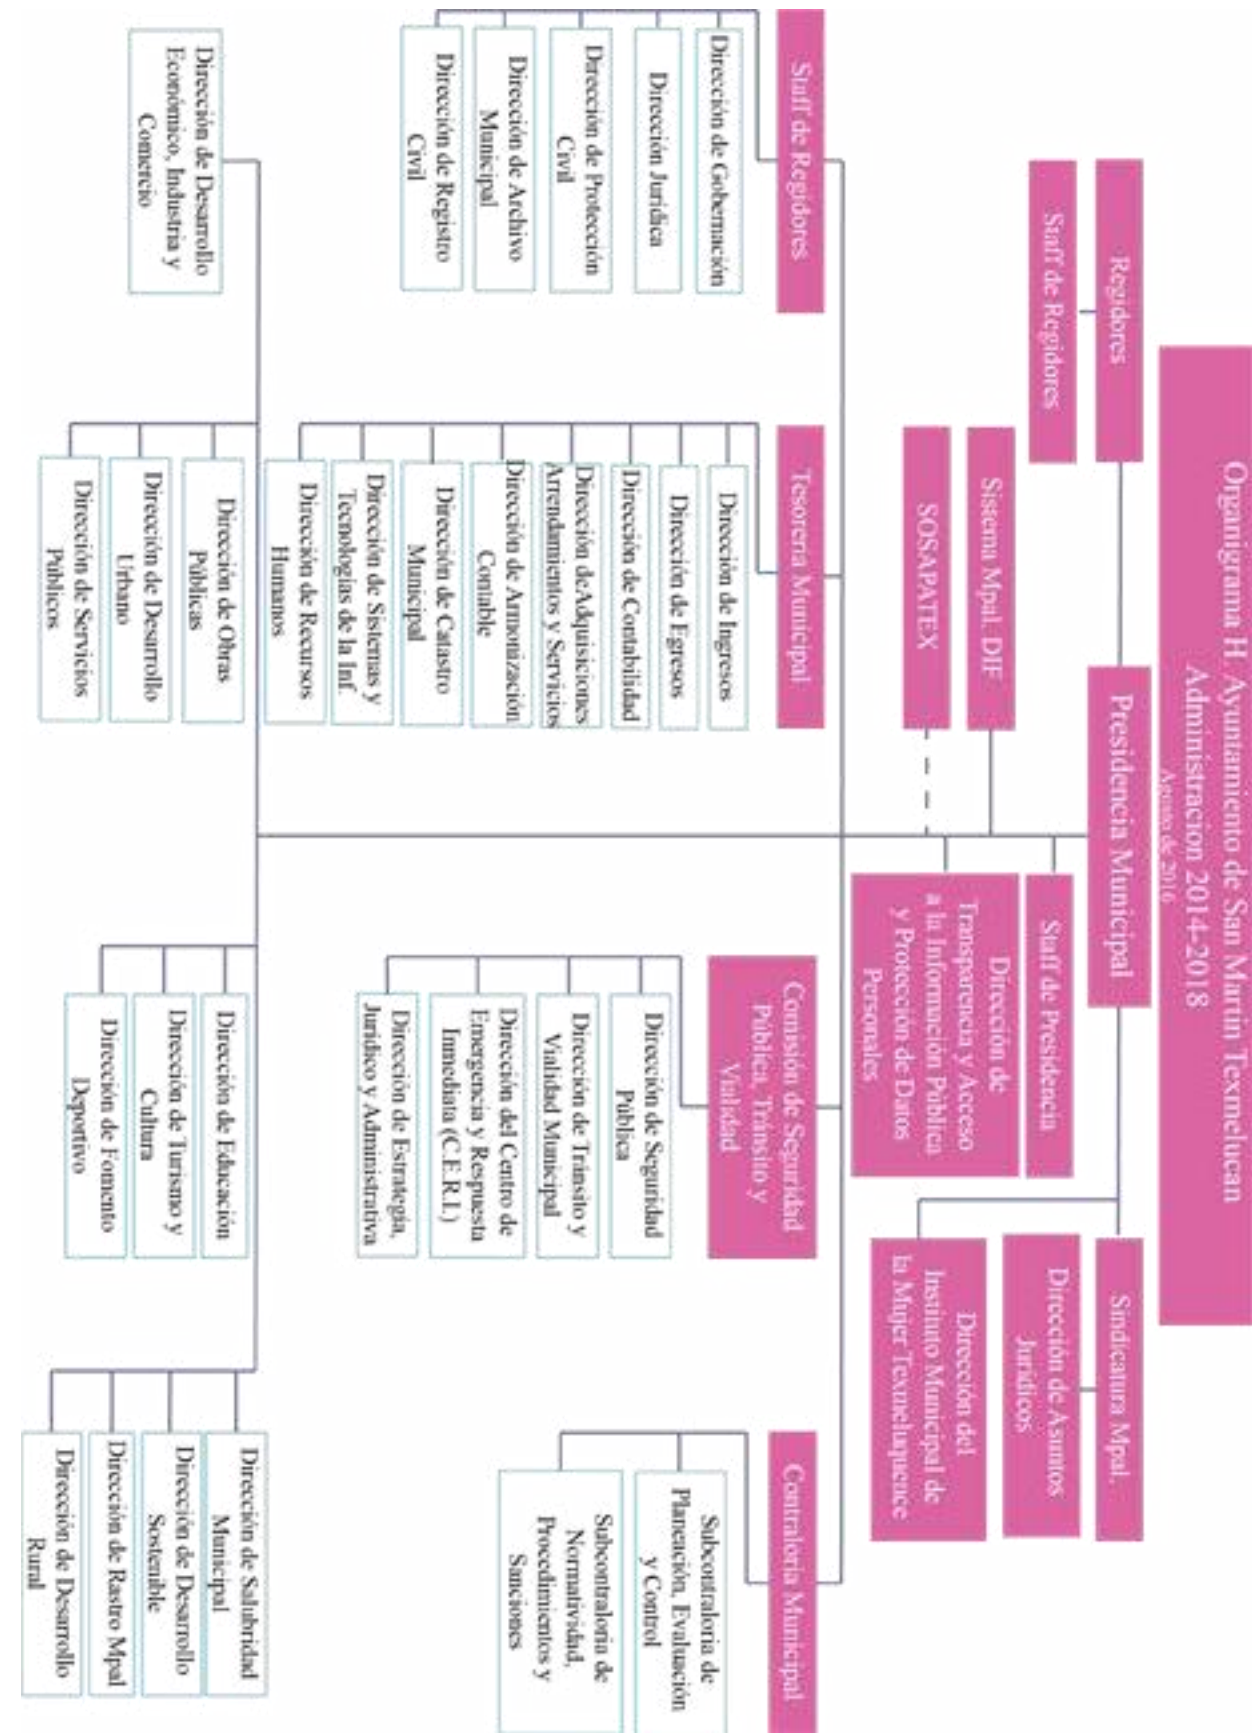 Organigrama H. Ayuntamiento de San Martín Texmelucan
Administracion 2014-2018
Agosto de 2016
Regidores
Presidencia Municipal
Sindicatura Mpal.
Staff de Regidores
Staff de Presidencia
Dirección de Asuntos
Jurídicos
Sistema Mpal. DIF
SOSAPATEX
Dirección de
Transparencia y Acceso
a la Información Pública
y Protección de Datos
Personales
Dirección del
Instituto Municipal de
la Mujer Texmeluquence
Staff de Regidores
Dirección de Gobernación
Dirección Jurídica
Dirección de Protección
Civil
Dirección de Archivo
Municipal
Dirección de Registro
Civil
Tesorería Municipal
Dirección de Ingresos
Dirección de Egresos
Dirección de Contabilidad
Dirección deAdquisiciones
Arrendamientos y Servicios
Dirección de Armonización
Contable
Dirección de Catastro
Municipal
Dirección de Sistemas y
Tecnologías de la Inf.
Dirección de Recursos
Humanos
Comisión de Seguridad
Pública, Tránsito y
Vialidad
Dirección de Seguridad
Pública
Dirección de Tránsito y
Vialidad Municipal
Dirección del Centro de
Emergencia y Respuesta
Inmediata (C.E.R.I.)
Dirección de Estrategia,
Jurídico y Administrativa
Contraloria Municipal
Subcontraloria de
Planeación, Evaluación
y Control
Subcontraloria de
Normatividad,
Procedimientos y
Sanciones
Dirección de Desarrollo
Económico, Industria y
Comercio
Dirección de Obras
Públicas
Dirección de Desarrollo
Urbano
Dirección de Servicios
Públicos
Dirección de Educación
Dirección de Turismo y
Cultura
Dirección de Fomento
Deportivo
Dirección de Salubridad
Municipal
Dirección de Desarrollo
Sostenible
Dirección de Rastro Mpal
Dirección de Desarrollo
Rural